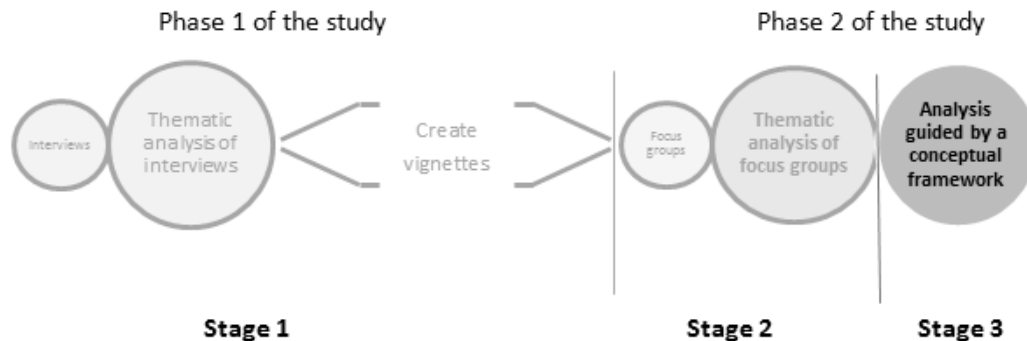 Phase 1 of the study
Phase 2 of the study
Interviews
Thematic
analysis of
interviews
Create
vignettes
Focus
groups
Thematic
analysis of
focus groups
Analysis
guided by a
conceptual
framework
Stage 1
Stage 2
Stage 3